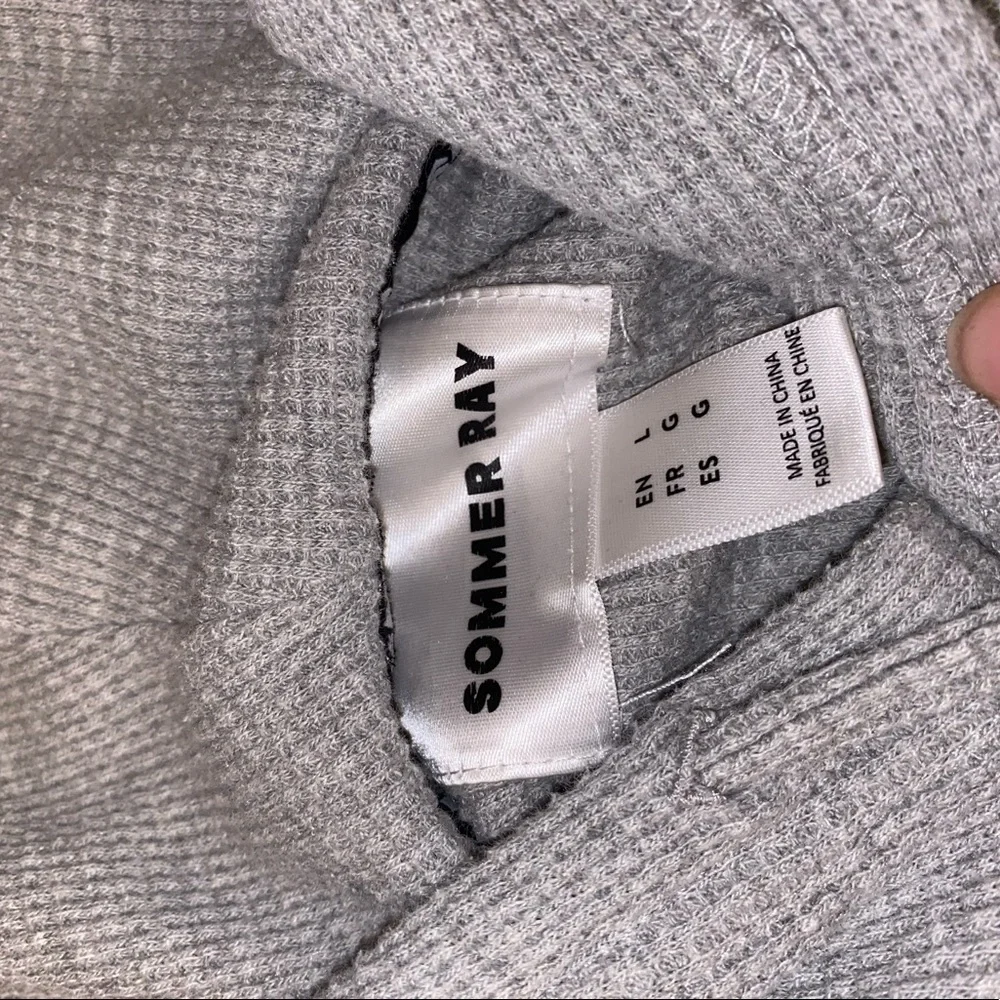 SOMMER RAY
EN L
FR G
ES G
MADE IN CHINA
FABRIQUÉ EN CHINE